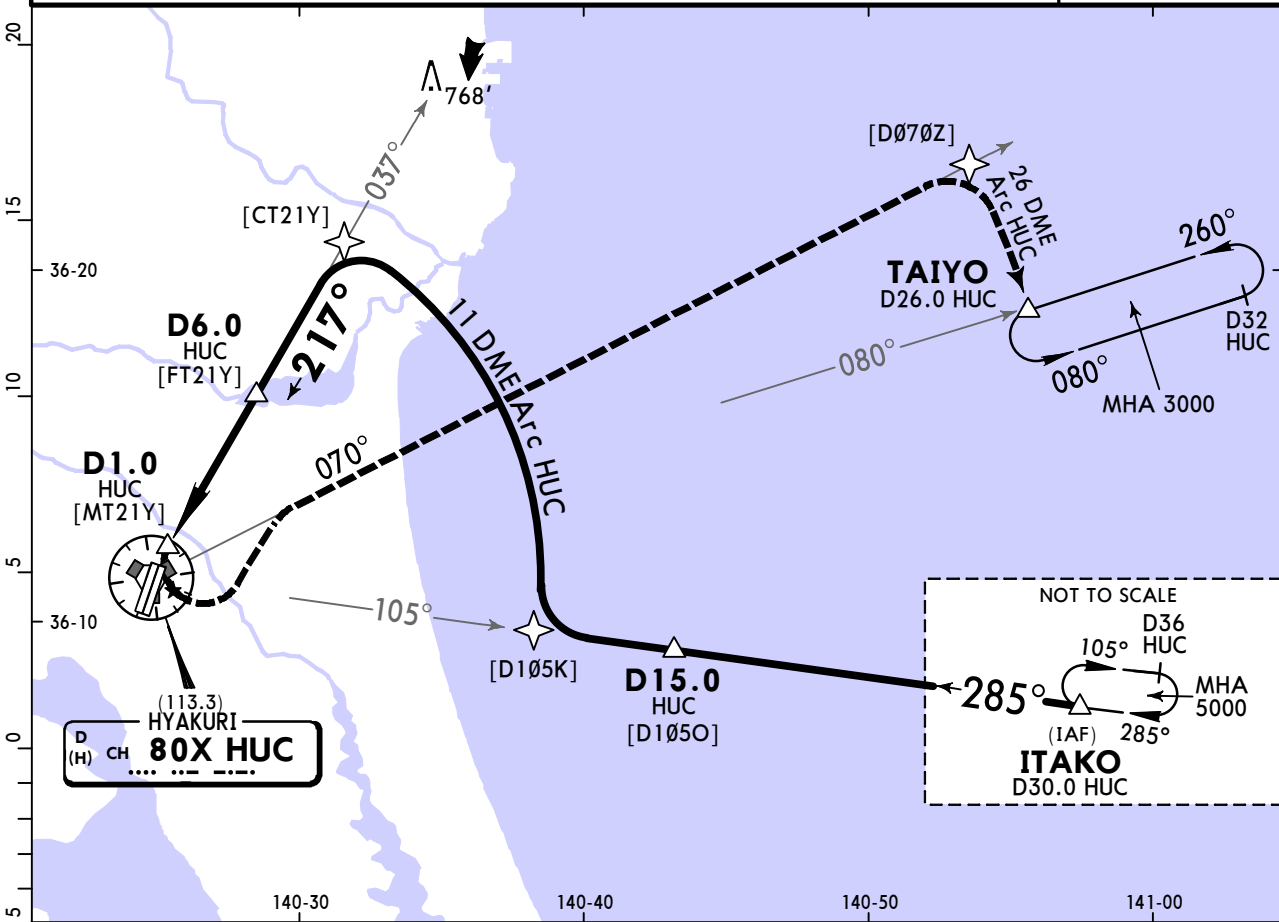 20
15
36-20
10
5
36-10
0
5
140-30
140-40
140-50
141-00
768'
037°
[CT21Y]
217°
D6.0
HUC
[FT21Y]
D1.0
HUC
[MT21Y]
070°
11 DME Arc HUC
[DØ7ØZ]
26 DME
Arc HUC
TAIYO
D26.0 HUC
080°
260°
080°
D32
HUC
MHA 3000
105°
[D1Ø5K]
D15.0
HUC
[D1Ø5O]
285°
NOT TO SCALE
D36
HUC
105°
MHA
5000
285°
(IAF)
ITAKO
D30.0 HUC
(113.3)
HYAKURI
D
(H)
CH
80X HUC